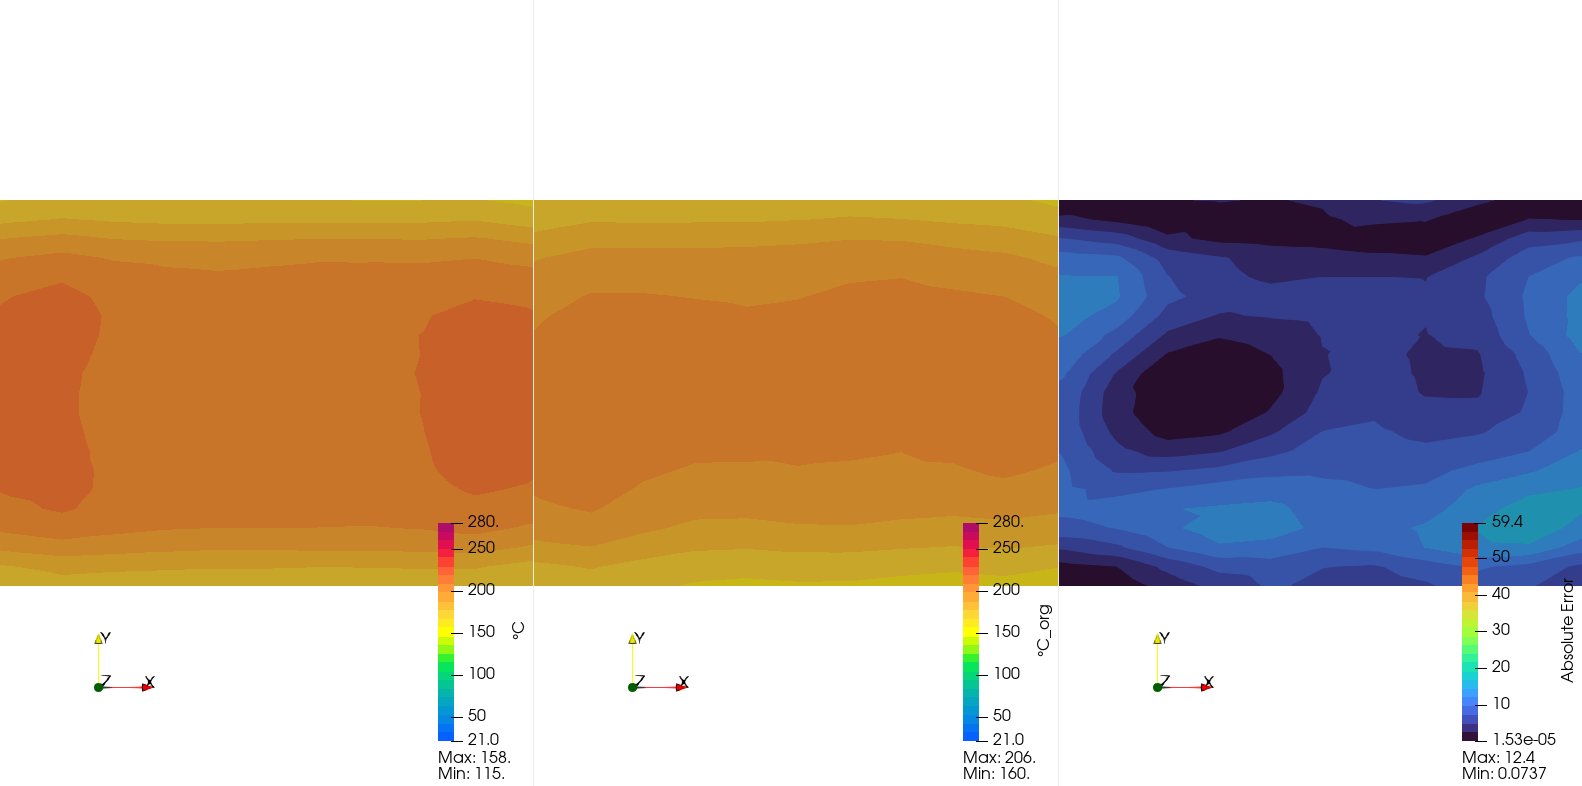 280.
250
200
150
100
50
21.0
°C
Max: 158.
Min: 115.
Y
Z
X
280.
250
200
150
100
50
21.0
°C_org
Max: 206.
Min: 160.
Y
Z
X
59.4
50
40
30
20
10
1.53e-05
Absolute Error
Max: 12.4
Min: 0.0737
Y
Z
X